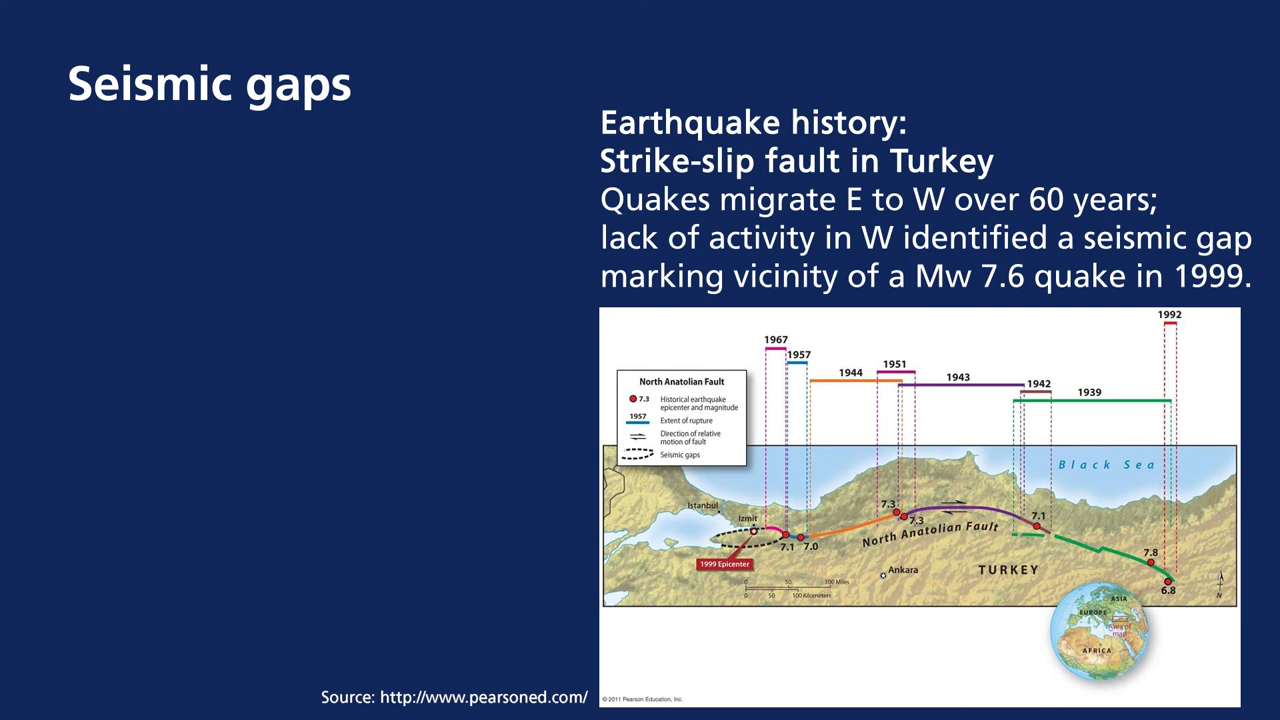 Seismic gaps
Earthquake history:
Strike-slip fault in Turkey
Quakes migrate E to W over 60 years;
lack of activity in W identified a seismic gap
marking vicinity of a Mw 7.6 quake in 1999.
1992
1967
1957
1951
1944
1943
1942
1939
North Anatolian Fault
7.3 Historical earthquake
epicenter and magnitude
1957 Extent of rupture
Direction of relative
motion of fault
Seismic gaps
Black Sea
Istanbul
Izmit
7.3
7.3
7.1
North Anatolian Fault
7.1
7.0
7.8
1999 Epicenter
Ankara
TURKEY
6.8
0 50 100 Miles
0 50 100 Kilometers
N
ASIA
EUROPE
Area of
map
AFRICA
Source: http://www.pearsoned.com/
© 2011 Pearson Education, Inc.